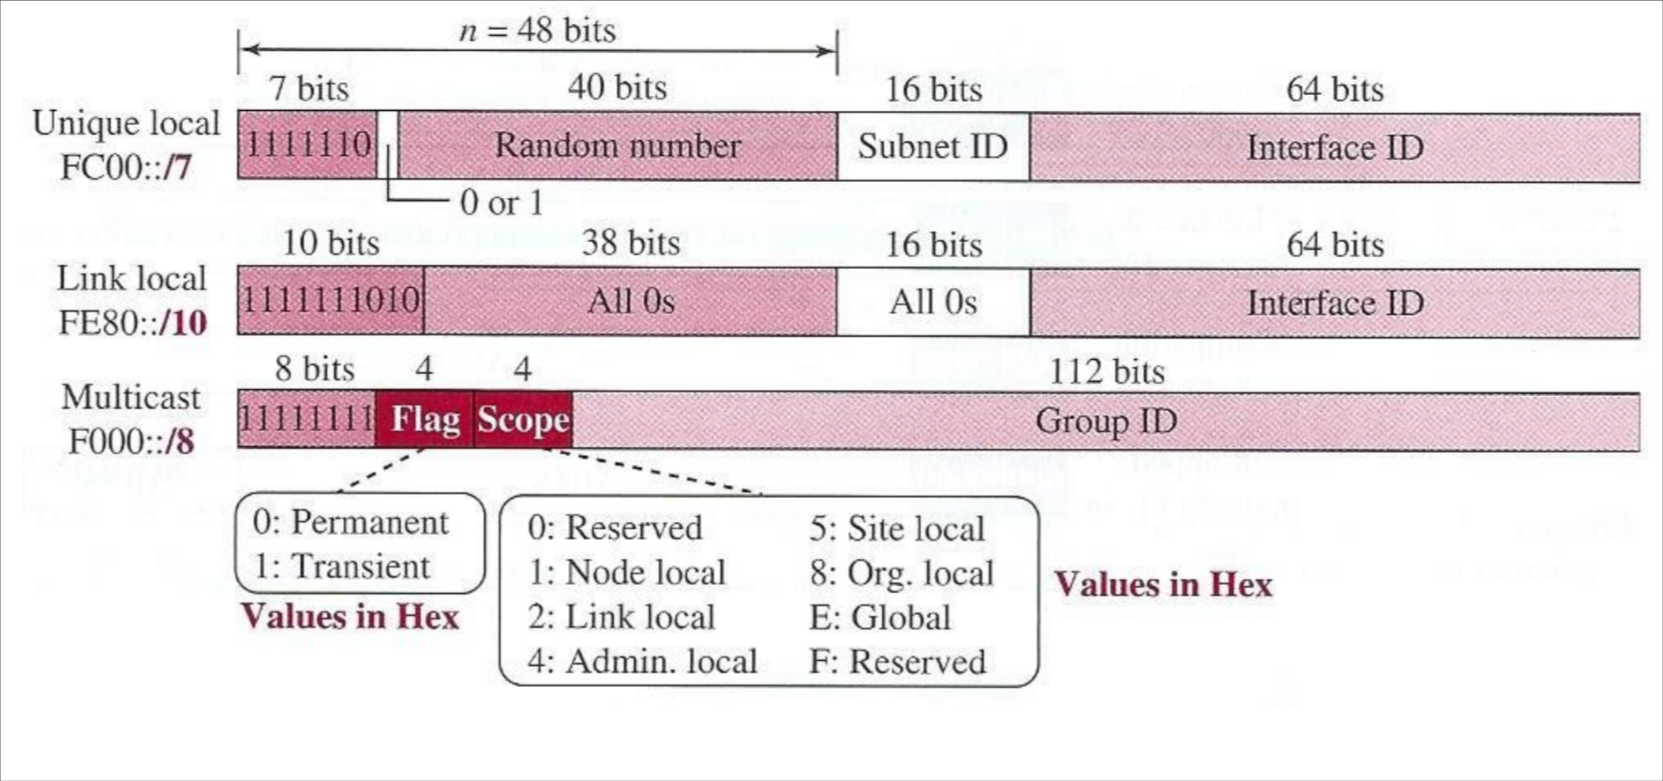 n = 48 bits
7 bits 40 bits 16 bits 64 bits
Unique local
FC00::/7
1111110 Random number Subnet ID Interface ID
0 or 1
10 bits 38 bits 16 bits 64 bits
Link local
FE80::/10
1111111010 All 0s All 0s Interface ID
8 bits 4 4 112 bits
Multicast
F000::/8
11111111 Flag Scope Group ID
0: Permanent
1: Transient
Values in Hex
0: Reserved 5: Site local
1: Node local 8: Org. local
2: Link local E: Global
4: Admin. local F: Reserved
Values in Hex